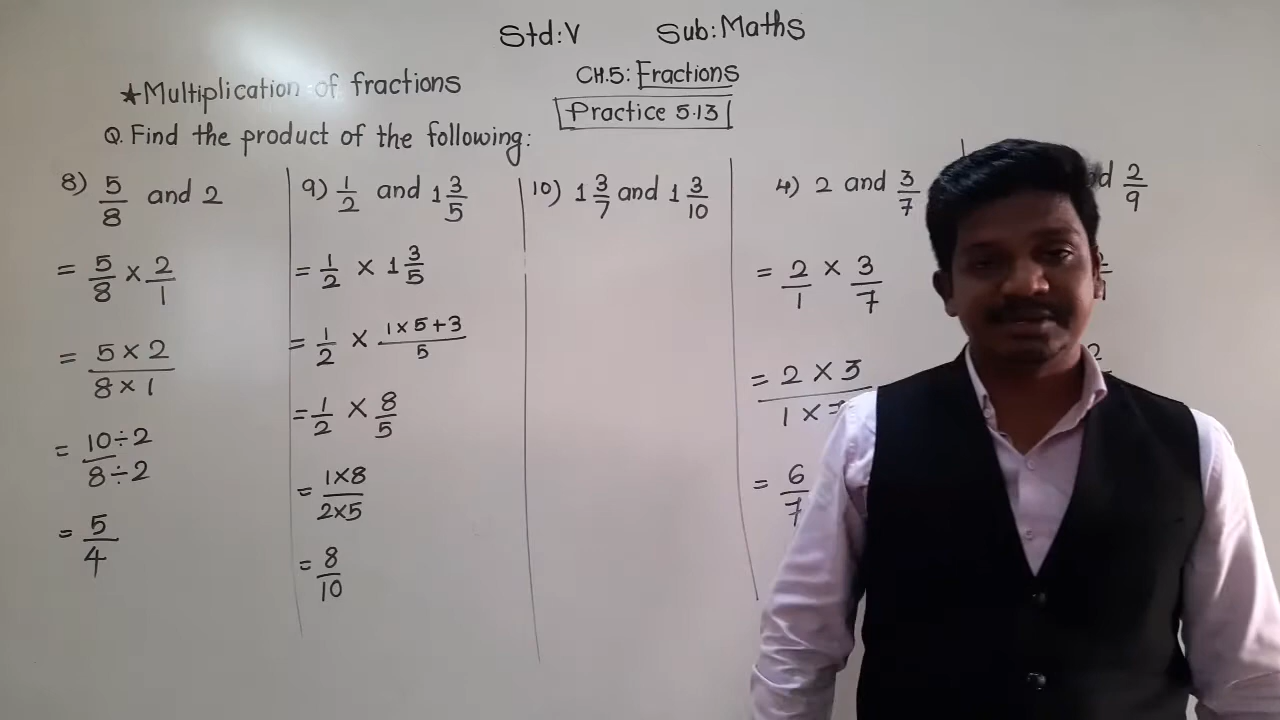 Std: V Sub: Maths
CH.5: Fractions
★ Multiplication of fractions
Practice 5.13
Q. Find the product of the following:
8) 5/8 and 2
= 5/8 × 2/1
= 5 × 2 / 8 × 1
= 10 ÷ 2 / 8 ÷ 2
= 5/4
9) 1/2 and 1 3/5
= 1/2 × 1 3/5
= 1/2 × 1 × 5 + 3 / 5
= 1/2 × 8/5
= 1×8 / 2×5
= 8/10
10) 1 3/7 and 1 3/10
4) 2 and 3/7
= 2/1 × 3/7
= 2 × 3 / 1 ×
= 6/7
2/9